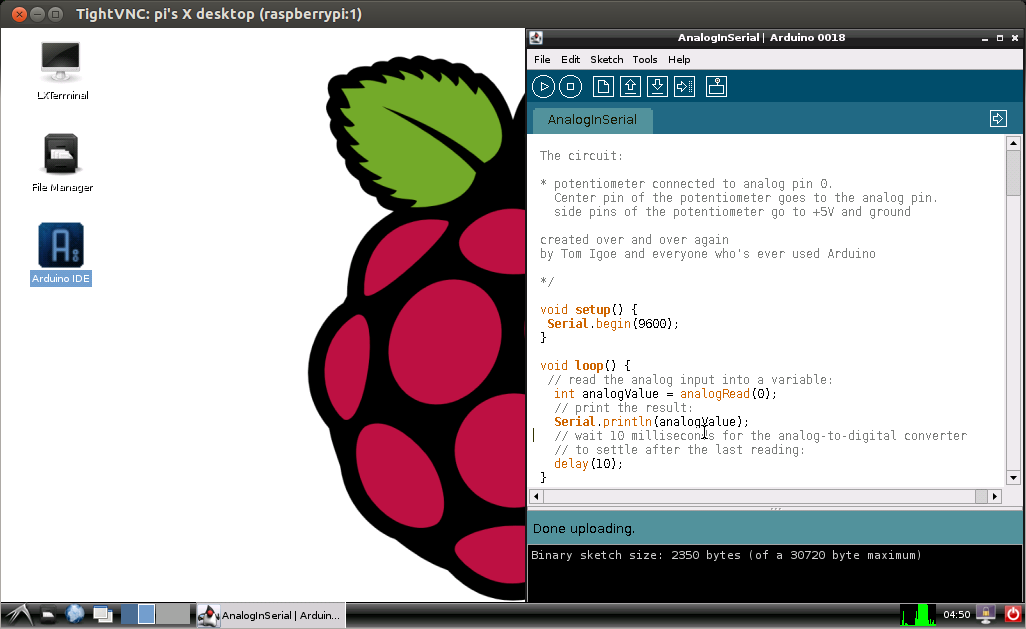 TightVNC: pi's X desktop (raspberrypi:1)
LXTerminal
File Manager
A:
Arduino IDE
AnalogInSerial | Arduino 0018
File Edit Sketch Tools Help
AnalogInSerial
The circuit:
* potentiometer connected to analog pin 0.
Center pin of the potentiometer goes to the analog pin.
side pins of the potentiometer go to +5V and ground
created over and over again
by Tom Igoe and everyone who's ever used Arduino
*/
void setup() {
Serial.begin(9600);
}
void loop() {
// read the analog input into a variable:
int analogValue = analogRead(0);
// print the result:
Serial.println(analogValue);
// wait 10 milliseconds for the analog-to-digital converter
// to settle after the last reading:
delay(10);
}
Done uploading.
Binary sketch size: 2350 bytes (of a 30720 byte maximum)
AnalogInSerial | Arduin...
04:50